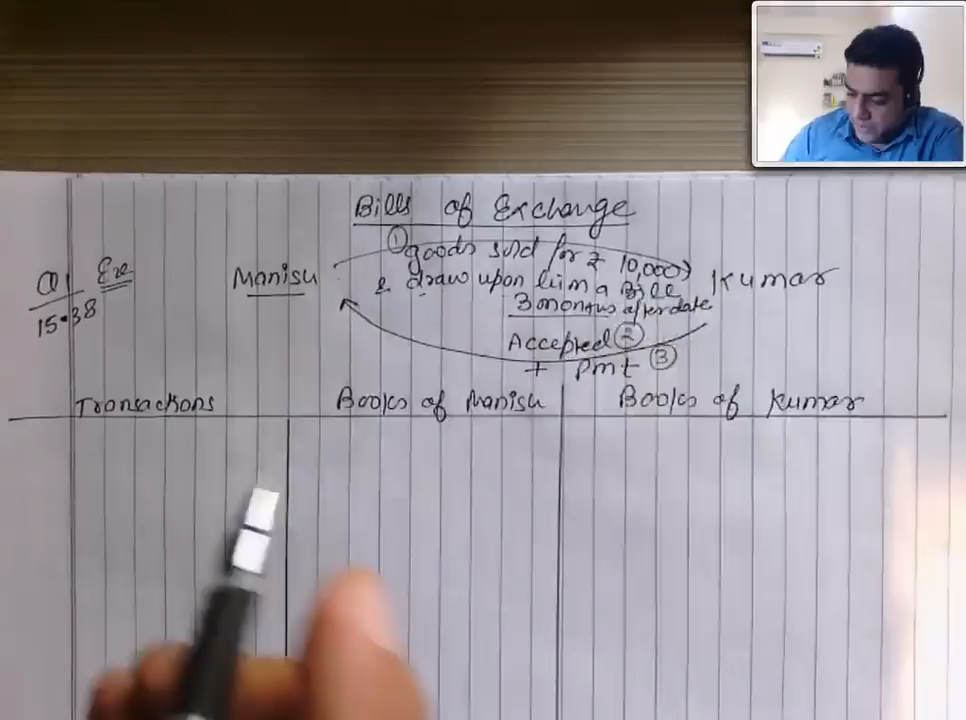 Bills of Exchange
Q1 Exe
15.38
Manish
① goods sold for ₹ 10,000
& draw upon him a Bill
3 months after date
Kumar
Accepted ②
+ Pmt ③
Transactions
Books of Manish
Books of Kumar